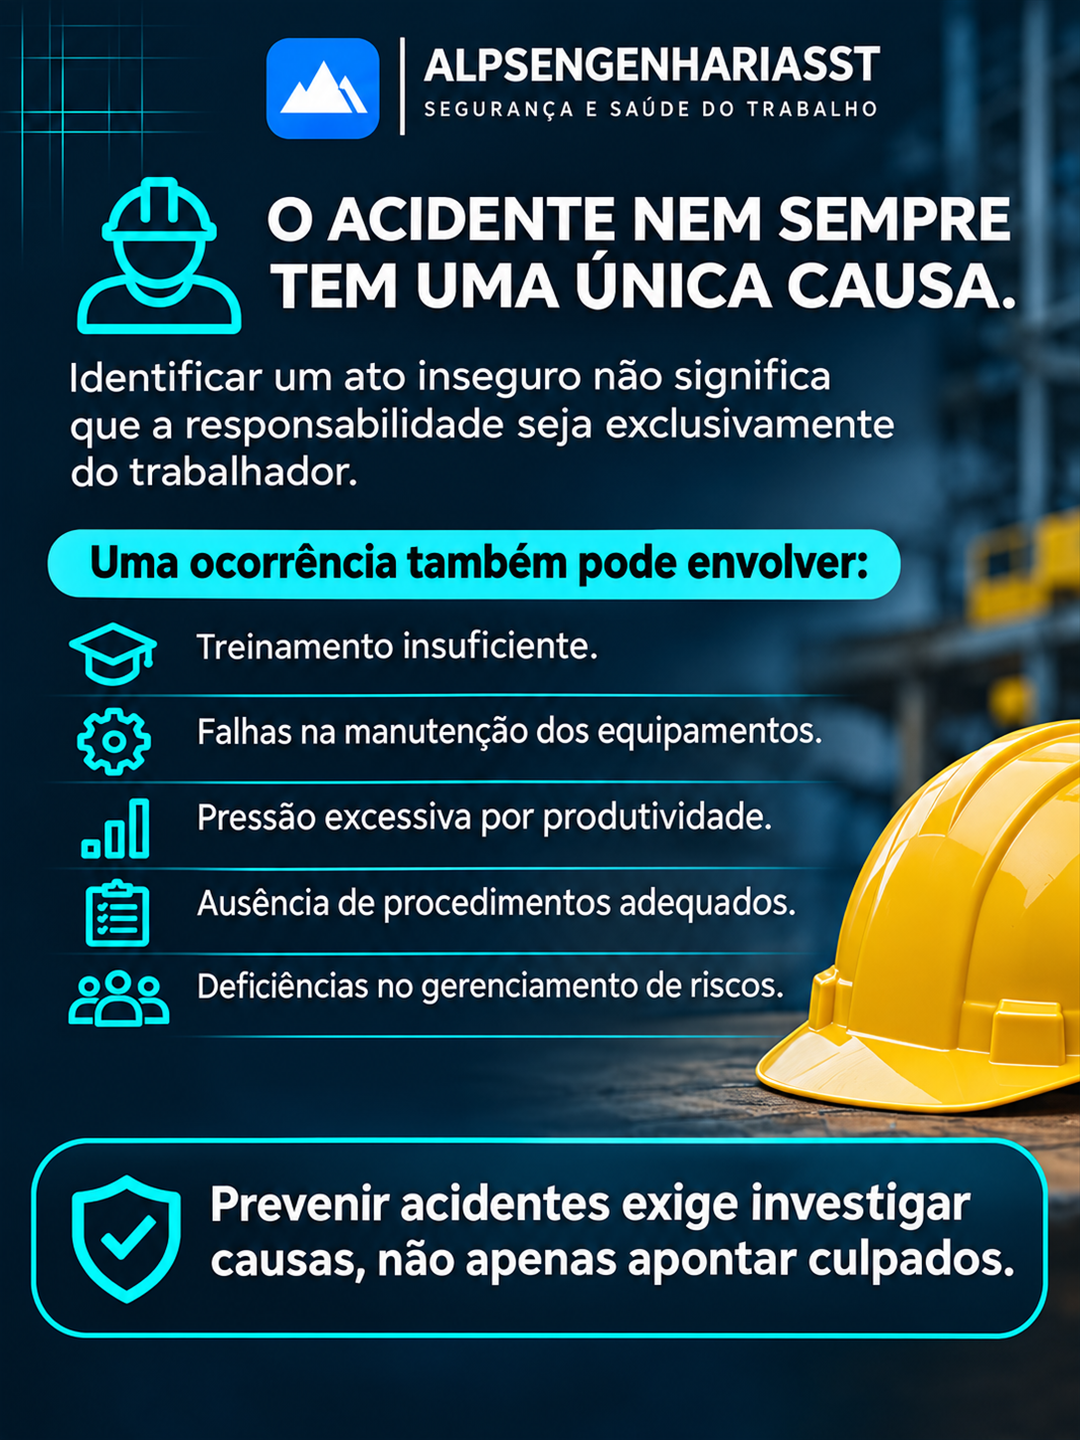 ALPSENGENHARIASST
SEGURANÇA E SAÚDE DO TRABALHO
O ACIDENTE NEM SEMPRE
TEM UMA ÚNICA CAUSA.
Identificar um ato inseguro não significa
que a responsabilidade seja exclusivamente
do trabalhador.
Uma ocorrência também pode envolver:
Treinamento insuficiente.
Falhas na manutenção dos equipamentos.
Pressão excessiva por produtividade.
Ausência de procedimentos adequados.
Deficiências no gerenciamento de riscos.
Prevenir acidentes exige investigar
causas, não apenas apontar culpados.